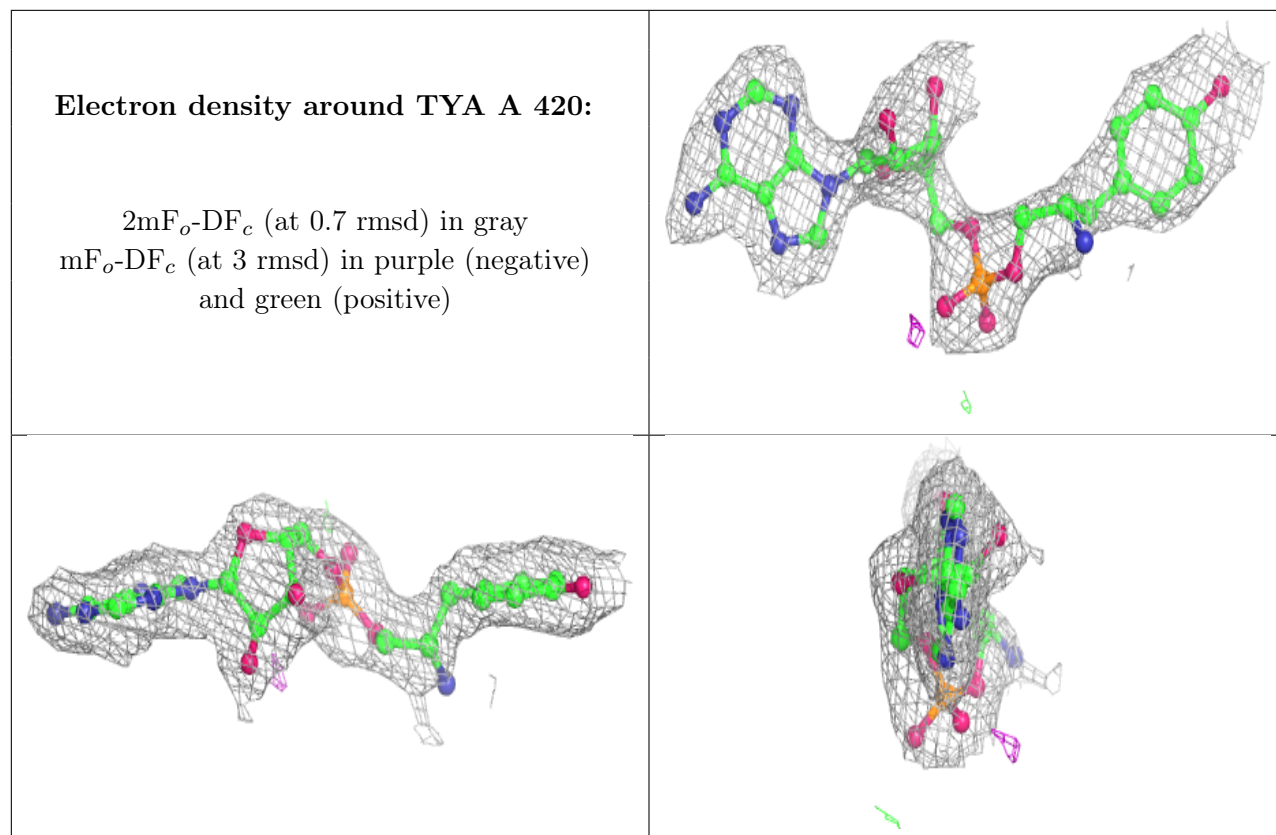 Electron density around TYA A 420:
2mFo-DFc (at 0.7 rmsd) in gray
mFo-DFc (at 3 rmsd) in purple (negative)
and green (positive)